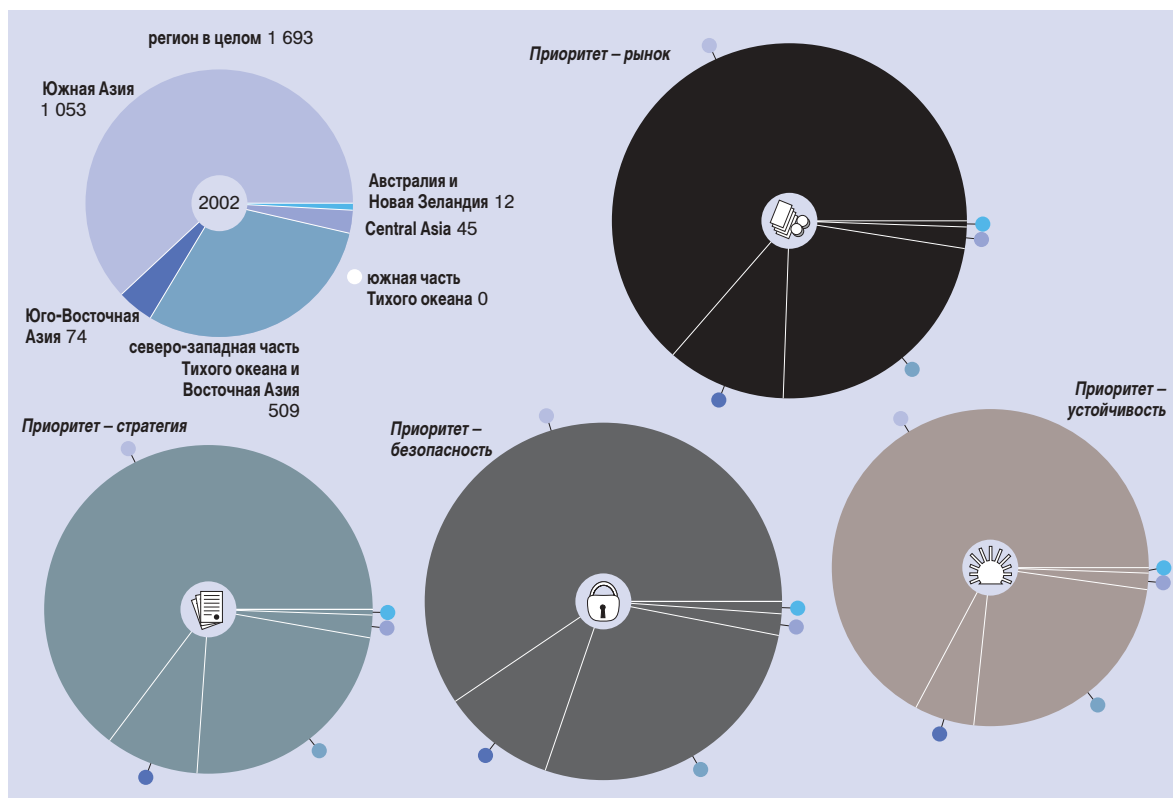 регион в целом 1 693
Южная Азия
1 053
2002
Австралия и
Новая Зеландия 12
Central Asia 45
южная часть
Тихого океана 0
Юго-Восточная
Азия 74
северо-западная часть
Тихого океана и
Восточная Азия
509
Приоритет – рынок
Приоритет – стратегия
Приоритет –
безопасность
Приоритет –
устойчивость